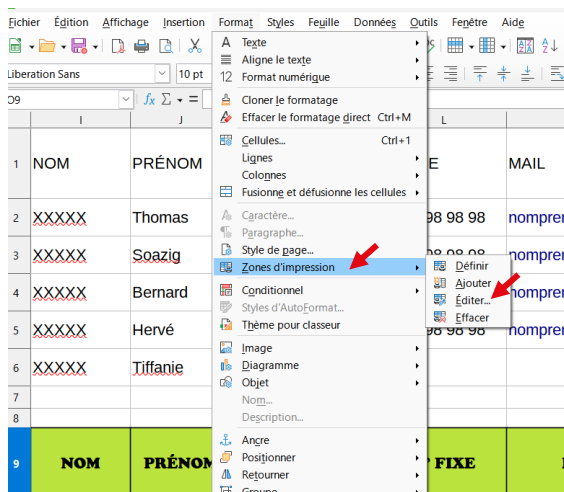 Fichier Édition Affichage Insertion Format Styles Feuille Données Outils Fenêtre Aide
Liberation Sans 10 pt
O9
I J L
1 NOM PRÉNOM E MAIL
2 XXXXX Thomas 98 98 98 nompre
3 XXXXX Soazig 98 98 98 nompre
4 XXXXX Bernard nompre
5 XXXXX Hervé 98 98 98 nompre
6 XXXXX Tiffanie
7
8
9 NOM PRÉNOM FIXE
Texte
Aligne le texte
12 Format numérique
Cloner le formatage
Effacer le formatage direct Ctrl+M
Cellules... Ctrl+1
Lignes
Colonnes
Fusionne et défusionne les cellules
Caractère...
Paragraphe...
Style de page...
Zones d'impression
Conditionnel
Styles d'AutoFormat...
Thème pour classeur
Image
Diagramme
Objet
Nom...
Description...
Ancre
Positionner
Retourner
Groupe
Définir
Ajouter
Éditer...
Effacer